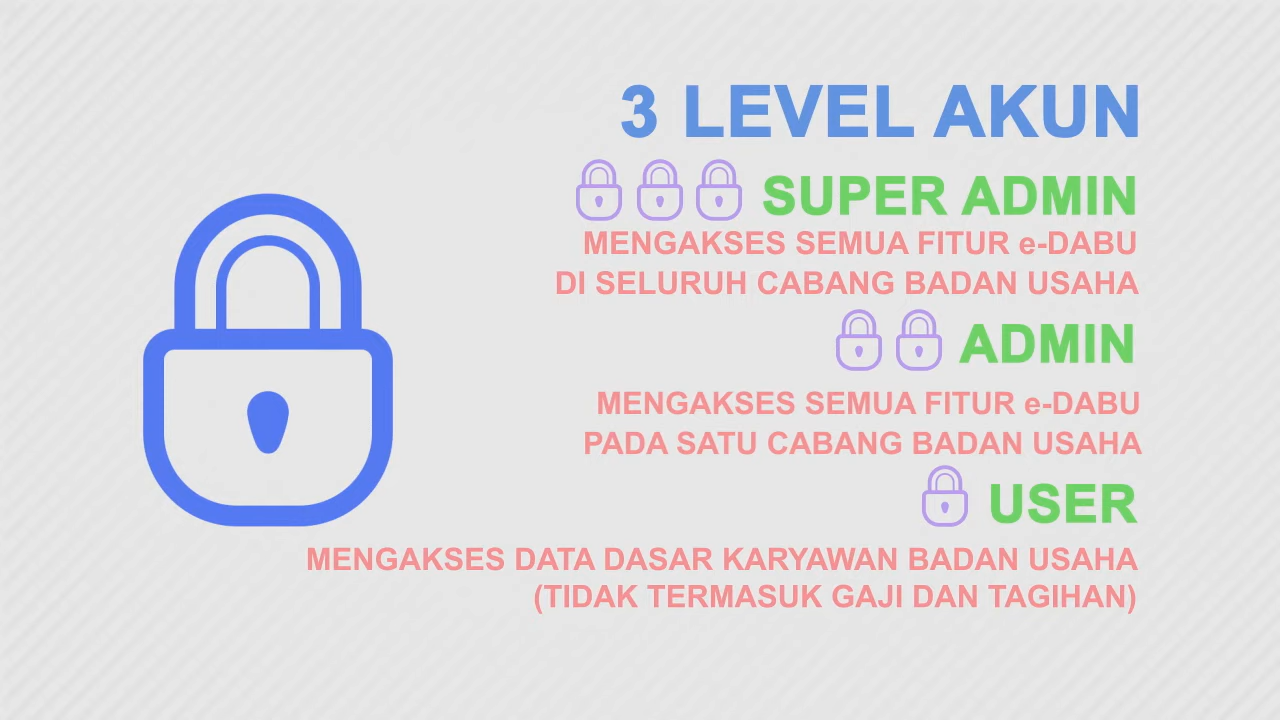 3 LEVEL AKUN
SUPER ADMIN
MENGAKSES SEMUA FITUR e-DABU
DI SELURUH CABANG BADAN USAHA
ADMIN
MENGAKSES SEMUA FITUR e-DABU
PADA SATU CABANG BADAN USAHA
USER
MENGAKSES DATA DASAR KARYAWAN BADAN USAHA
(TIDAK TERMASUK GAJI DAN TAGIHAN)